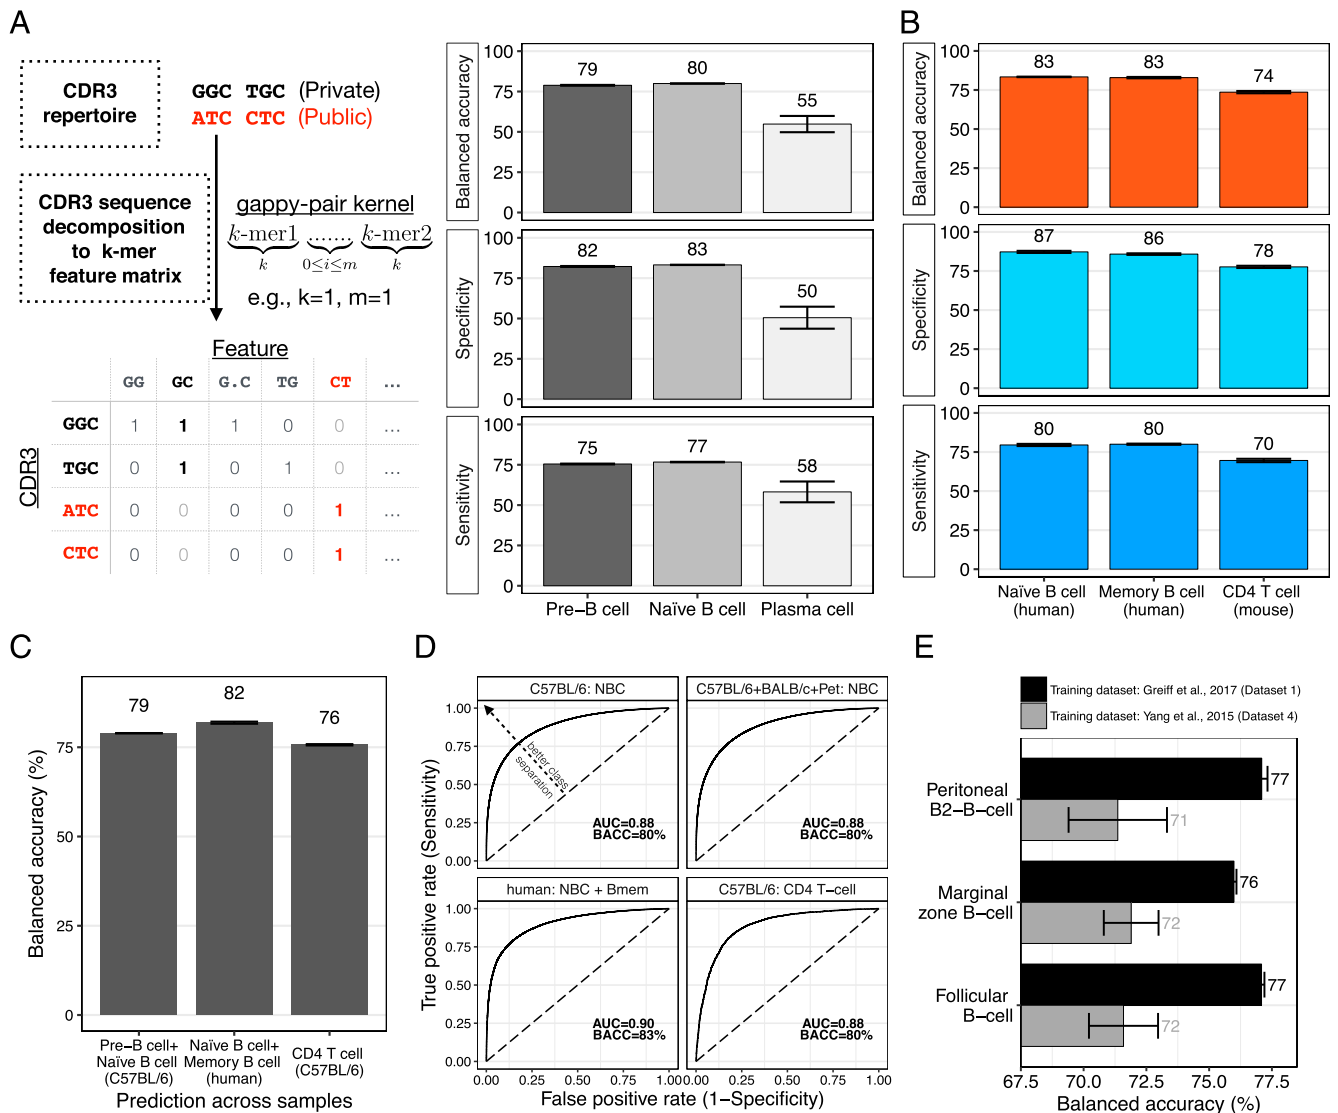 A
CDR3
repertoire
GGC TGC (Private)
ATC CTC (Public)
CDR3 sequence
decomposition
to k-mer
feature matrix
gappy-pair kernel
k-mer1 ....... k-mer2
k 0≤i≤m k
e.g., k=1, m=1
Feature
GG GC G.C TG CT ...
CDR3
GGC 1 1 1 0 0 ...
TGC 0 1 0 1 0 ...
ATC 0 0 0 0 1 ...
CTC 0 0 0 0 1 ...
Balanced accuracy
100
75
50
25
0
79 80 55
Specificity
100
75
50
25
0
82 83 50
Sensitivity
100
75
50
25
0
75 77 58
Pre−B cell Naïve B cell Plasma cell
B
Balanced accuracy
100
75
50
25
0
83 83 74
Specificity
100
75
50
25
0
87 86 78
Sensitivity
100
75
50
25
0
80 80 70
Naïve B cell Memory B cell CD4 T cell
(human) (human) (mouse)
C
Balanced accuracy (%)
75
50
25
0
79 82 76
Pre−B cell+ Naïve B cell+ CD4 T cell
Naïve B cell Memory B cell (C57BL/6)
(C57BL/6) (human)
Prediction across samples
D
True positive rate (Sensitivity)
C57BL/6: NBC
1.00
0.75
0.50
0.25
0.00
better class
separation
AUC=0.88
BACC=80%
C57BL/6+BALB/c+Pet: NBC
AUC=0.88
BACC=80%
human: NBC + Bmem
1.00
0.75
0.50
0.25
0.00
AUC=0.90
BACC=83%
C57BL/6: CD4 T−cell
AUC=0.88
BACC=80%
0.00 0.25 0.50 0.75 1.00 0.00 0.25 0.50 0.75 1.00
False positive rate (1−Specificity)
E
Training dataset: Greiff et al., 2017 (Dataset 1)
Training dataset: Yang et al., 2015 (Dataset 4)
Peritoneal
B2−B−cell
77
71
Marginal
zone B−cell
76
72
Follicular
B−cell
77
72
67.5 70.0 72.5 75.0 77.5
Balanced accuracy (%)